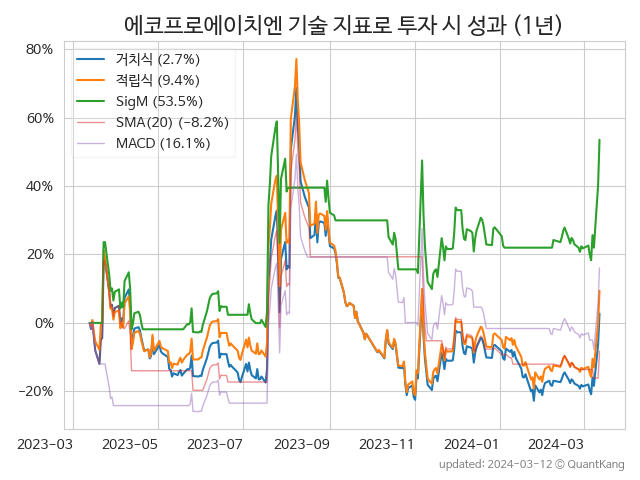 에코프로에이치엔 기술 지표로 투자 시 성과 (1년)
80%
60%
40%
20%
0%
−20%
거치식 (2.7%)
적립식 (9.4%)
SigM (53.5%)
SMA(20) (−8.2%)
MACD (16.1%)
2023-03 2023-05 2023-07 2023-09 2023-11 2024-01 2024-03
updated: 2024-03-12 © QuantKang